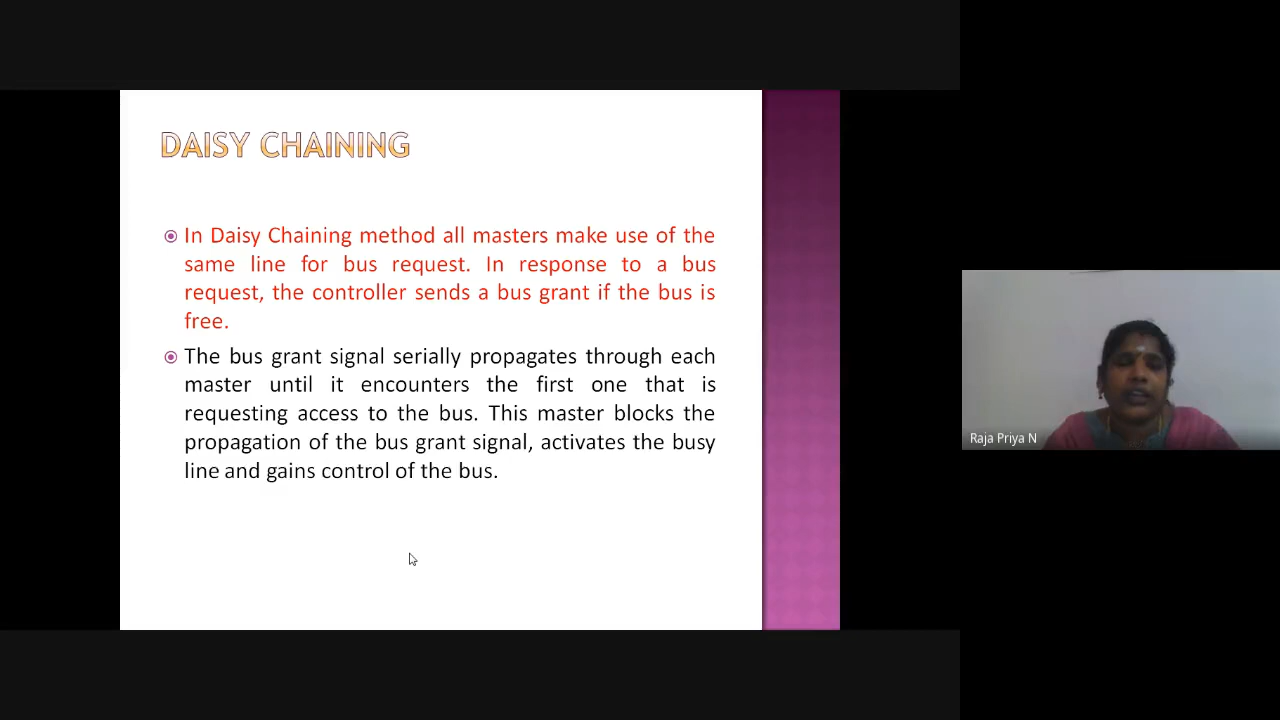 DAISY CHAINING
In Daisy Chaining method all masters make use of the
same line for bus request. In response to a bus
request, the controller sends a bus grant if the bus is
free.
The bus grant signal serially propagates through each
master until it encounters the first one that is
requesting access to the bus. This master blocks the
propagation of the bus grant signal, activates the busy
line and gains control of the bus.
Raja Priya N